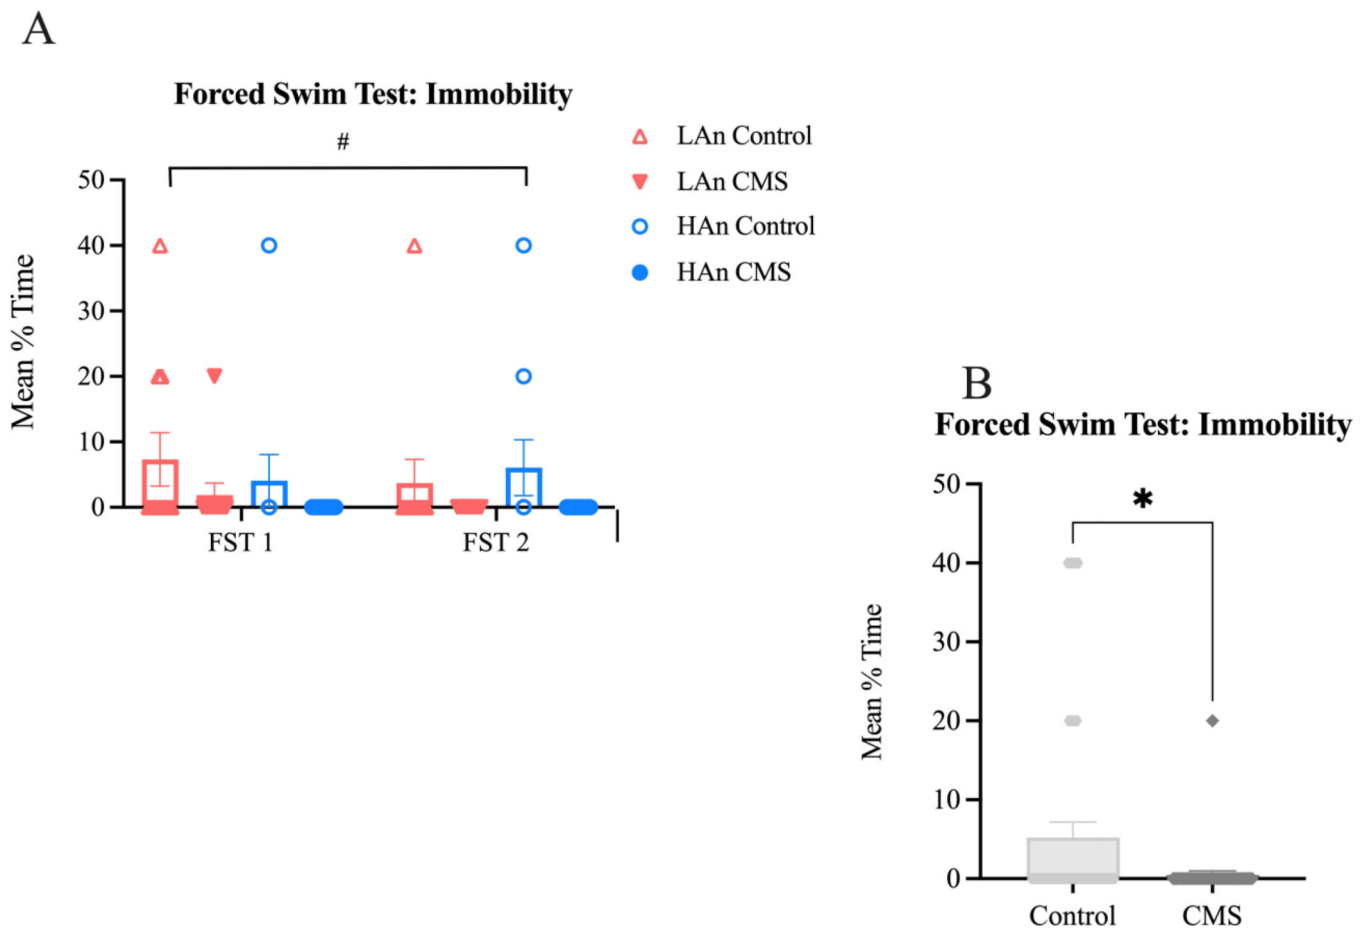 A
Forced Swim Test: Immobility
#
50
40
30
20
10
0
Mean % Time
FST 1
FST 2
LAn Control
LAn CMS
HAn Control
HAn CMS
B
Forced Swim Test: Immobility
*
50
40
30
20
10
0
Mean % Time
Control
CMS